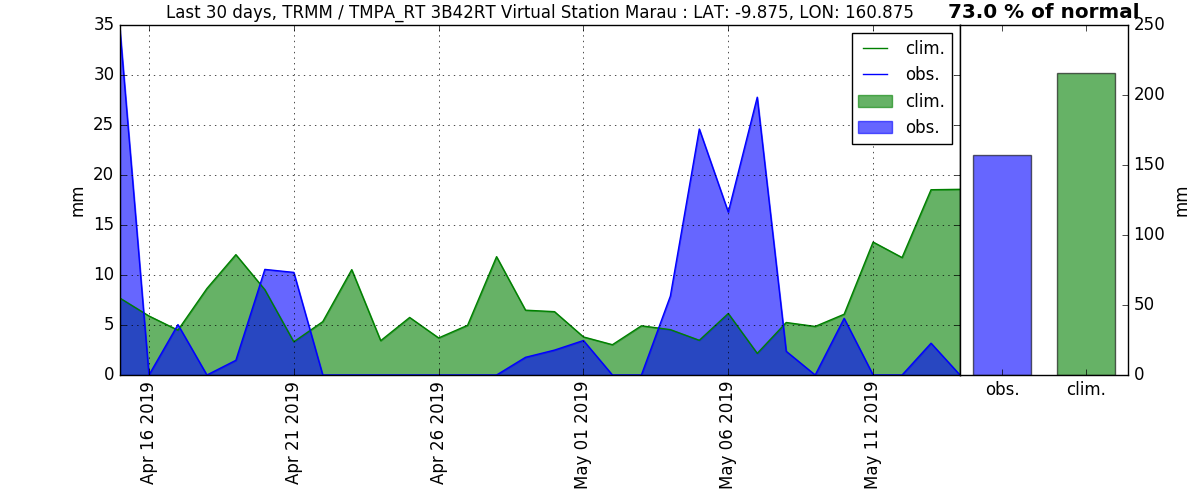 Last 30 days, TRMM / TMPA_RT 3B42RT Virtual Station Marau : LAT: -9.875, LON: 160.875
73.0 % of normal
35
30
25
20
15
10
5
0
mm
clim.
obs.
clim.
obs.
Apr 16 2019
Apr 21 2019
Apr 26 2019
May 01 2019
May 06 2019
May 11 2019
obs.
clim.
250
200
150
100
50
0
mm